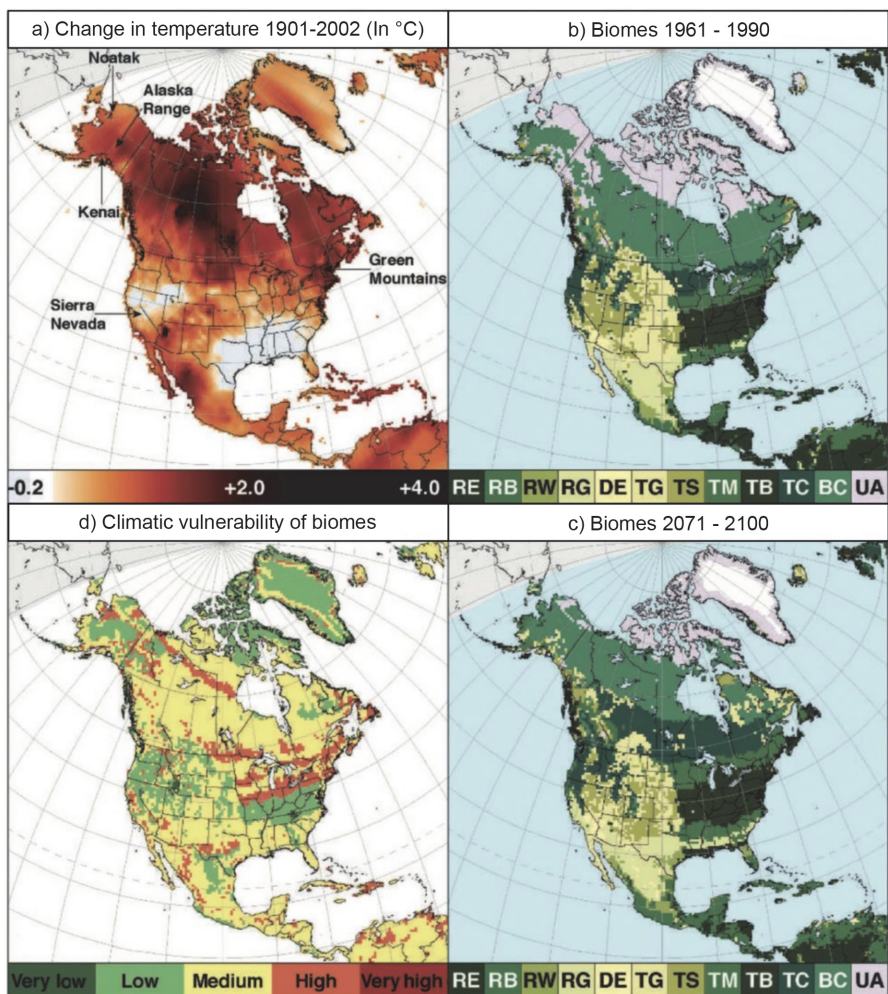 a) Change in temperature 1901-2002 (In °C)
b) Biomes 1961 - 1990
Noatak
Alaska
Range
Kenai
Green
Mountains
Sierra
Nevada
-0.2 +2.0 +4.0
RE RB RW RG DE TG TS TM TB TC BC UA
d) Climatic vulnerability of biomes
c) Biomes 2071 - 2100
Very low Low Medium High Very high
RE RB RW RG DE TG TS TM TB TC BC UA